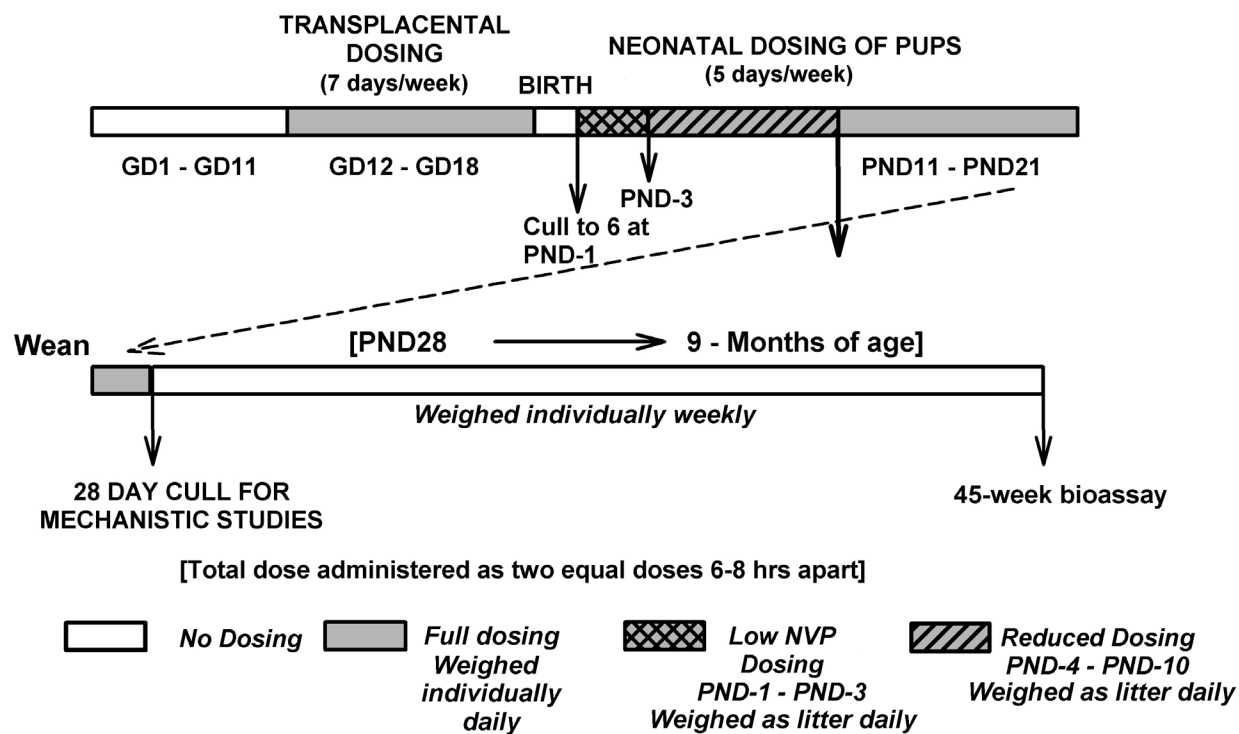 TRANSPLACENTAL
DOSING
(7 days/week)
BIRTH
NEONATAL DOSING OF PUPS
(5 days/week)
GD1 - GD11
GD12 - GD18
PND11 - PND21
PND-3
Cull to 6 at
PND-1
Wean
[PND28
9 - Months of age]
Weighed individually weekly
28 DAY CULL FOR
MECHANISTIC STUDIES
45-week bioassay
[Total dose administered as two equal doses 6-8 hrs apart]
No Dosing
Full dosing
Weighed
individually
daily
Low NVP
Dosing
PND-1 - PND-3
Weighed as litter daily
Reduced Dosing
PND-4 - PND-10
Weighed as litter daily